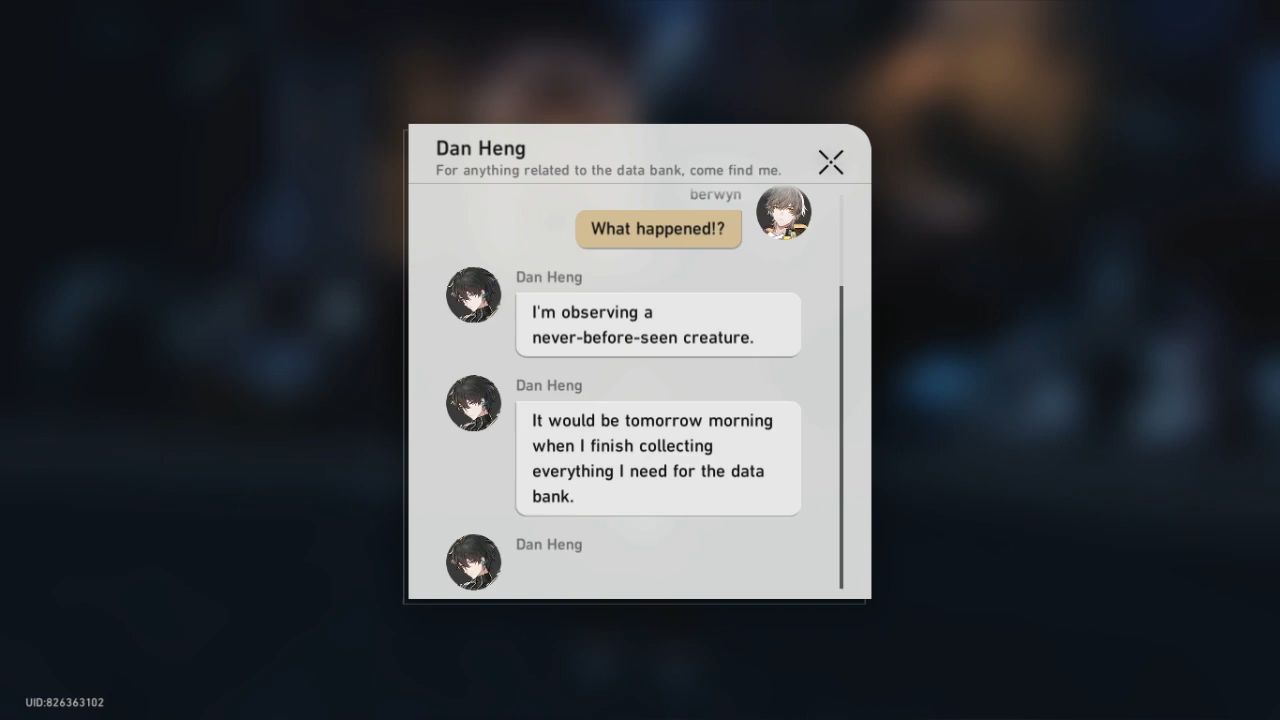 Dan Heng
For anything related to the data bank, come find me.
berwyn
What happened!?
Dan Heng
I'm observing a
never-before-seen creature.
Dan Heng
It would be tomorrow morning
when I finish collecting
everything I need for the data
bank.
Dan Heng
UID:826363102